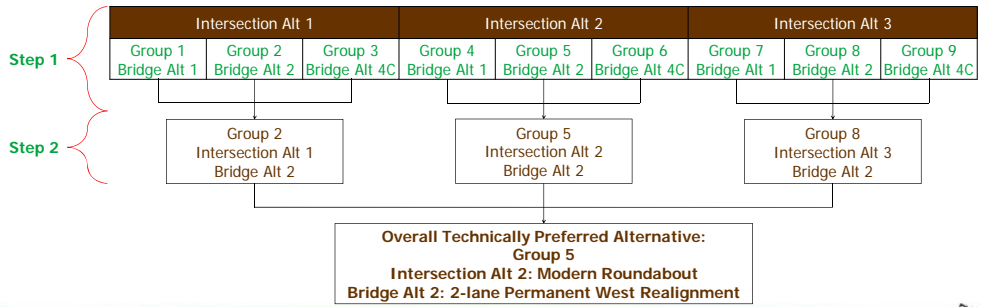 Intersection Alt 1
Intersection Alt 2
Intersection Alt 3
Step 1
Group 1
Bridge Alt 1
Group 2
Bridge Alt 2
Group 3
Bridge Alt 4C
Group 4
Bridge Alt 1
Group 5
Bridge Alt 2
Group 6
Bridge Alt 4C
Group 7
Bridge Alt 1
Group 8
Bridge Alt 2
Group 9
Bridge Alt 4C
Step 2
Group 2
Intersection Alt 1
Bridge Alt 2
Group 5
Intersection Alt 2
Bridge Alt 2
Group 8
Intersection Alt 3
Bridge Alt 2
Overall Technically Preferred Alternative:
Group 5
Intersection Alt 2: Modern Roundabout
Bridge Alt 2: 2-lane Permanent West Realignment